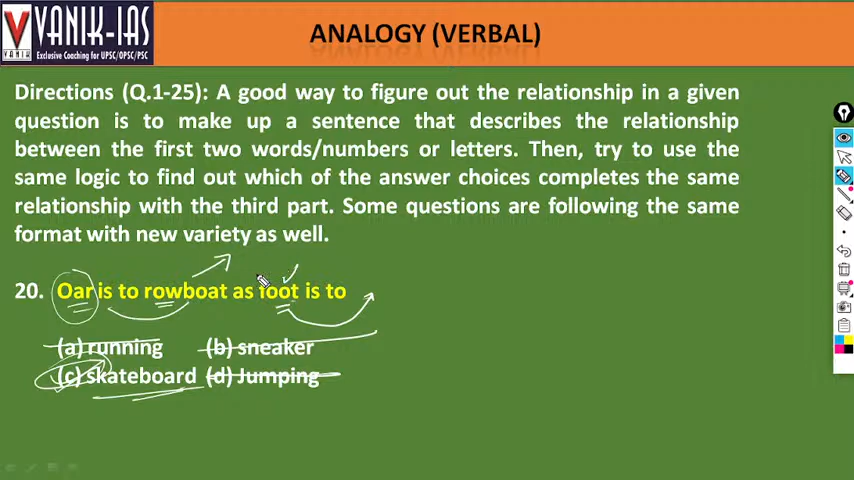 VANIK-IAS
VANIK
Exclusive Coaching for UPSC/OPSC/PSC
ANALOGY (VERBAL)
Directions (Q.1-25): A good way to figure out the relationship in a given
question is to make up a sentence that describes the relationship
between the first two words/numbers or letters. Then, try to use the
same logic to find out which of the answer choices completes the same
relationship with the third part. Some questions are following the same
format with new variety as well.
20. Oar is to rowboat as foot is to
(a) running (b) sneaker
(c) skateboard (d) Jumping